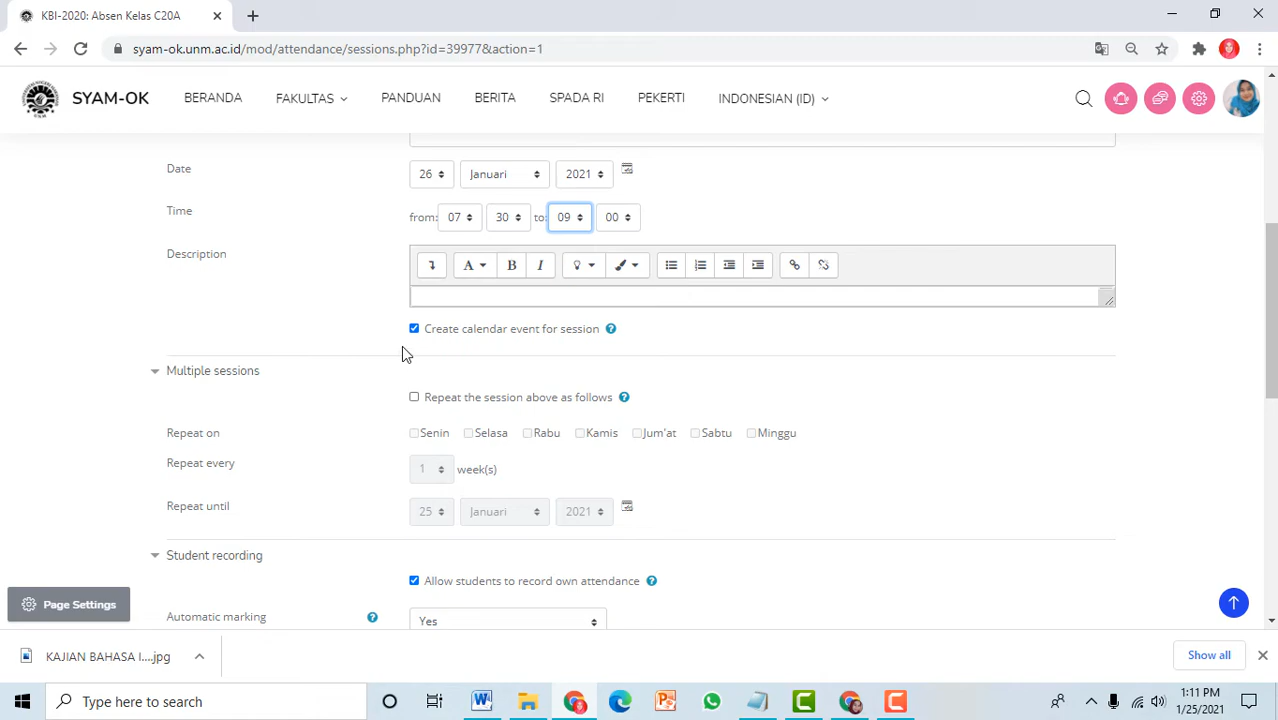 KBI-2020: Absen Kelas C20A
syam-ok.unm.ac.id/mod/attendance/sessions.php?id=39977&action=1
SYAM-OK BERANDA FAKULTAS PANDUAN BERITA SPADA RI PEKERTI INDONESIAN (ID)
Date 26 Januari 2021
Time from: 07 30 to: 09 00
Description
A B I
Create calendar event for session ?
Multiple sessions
Repeat the session above as follows ?
Repeat on Senin Selasa Rabu Kamis Jum'at Sabtu Minggu
Repeat every 1 week(s)
Repeat until 25 Januari 2021
Student recording
Allow students to record own attendance ?
Page Settings
Automatic marking ? Yes
KAJIAN BAHASA I....jpg Show all
Type here to search
1:11 PM
1/25/2021